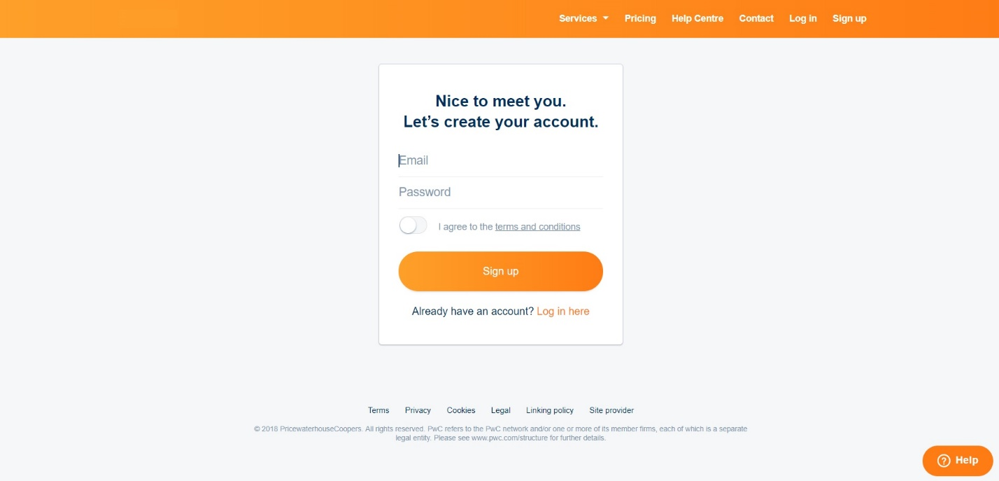 Services Pricing Help Centre Contact Log in Sign up
Nice to meet you.
Let’s create your account.
Email
Password
I agree to the terms and conditions
Sign up
Already have an account? Log in here
Terms Privacy Cookies Legal Linking policy Site provider
© 2018 PricewaterhouseCoopers. All rights reserved. PwC refers to the PwC network and/or one or more of its member firms, each of which is a separate
legal entity. Please see www.pwc.com/structure for further details.
? Help